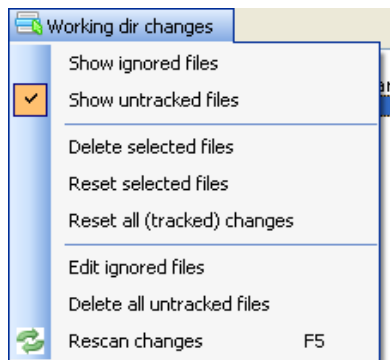 Working dir changes
Show ignored files
Show untracked files
Delete selected files
Reset selected files
Reset all (tracked) changes
Edit ignored files
Delete all untracked files
Rescan changes F5